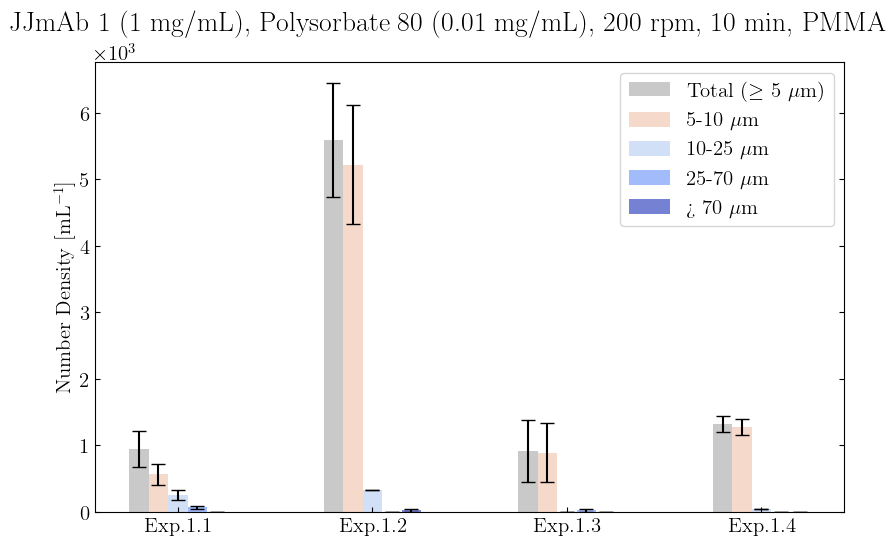 JJmAb 1 (1 mg/mL), Polysorbate 80 (0.01 mg/mL), 200 rpm, 10 min, PMMA
×10³
Total (≥ 5 μm)
5-10 μm
10-25 μm
25-70 μm
¿ 70 μm
Number Density [mL⁻¹]
6
5
4
3
2
1
0
Exp.1.1
Exp.1.2
Exp.1.3
Exp.1.4